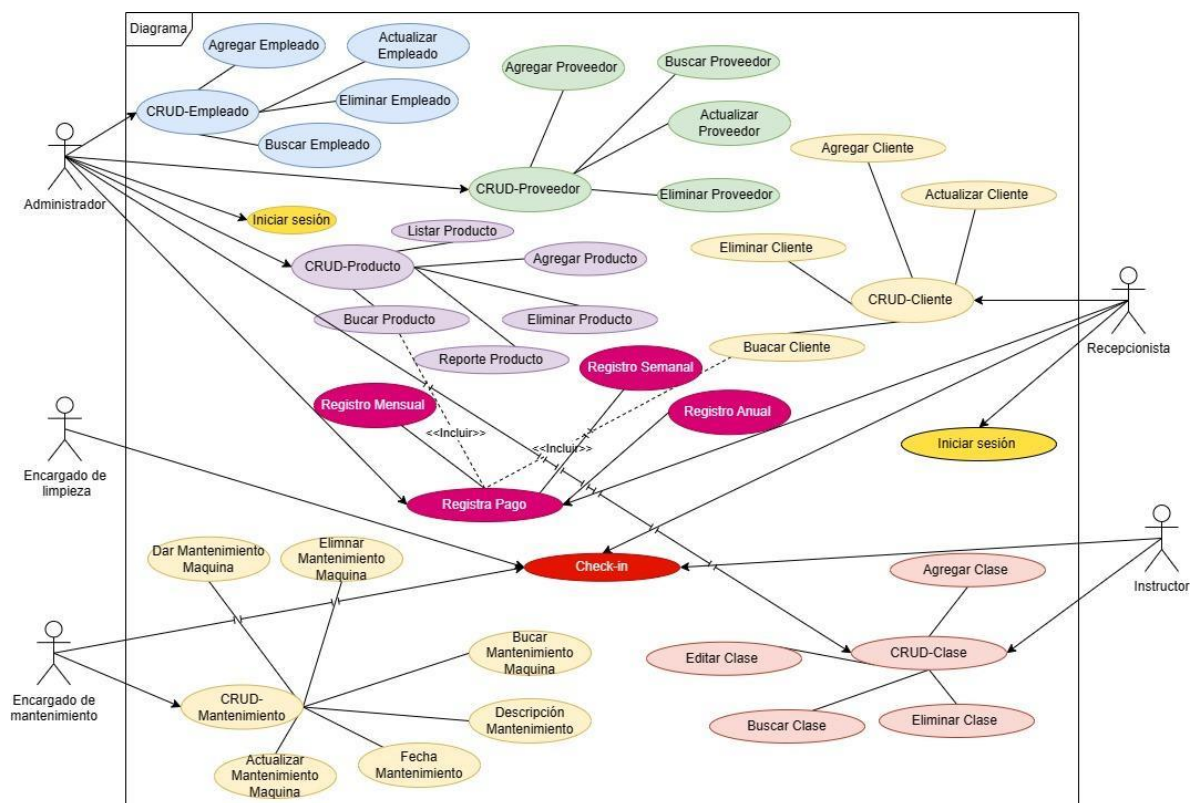 Diagrama
Agregar Empleado
Actualizar
Empleado
CRUD-Empleado
Eliminar Empleado
Buscar Empleado
Administrador
Agregar Proveedor
Buscar Proveedor
Actualizar
Proveedor
CRUD-Proveedor
Eliminar Proveedor
Agregar Cliente
Actualizar Cliente
Eliminar Cliente
CRUD-Cliente
Buacar Cliente
Recepcionista
Iniciar sesión
Listar Producto
CRUD-Producto
Agregar Producto
Bucar Producto
Eliminar Producto
Reporte Producto
Registro Semanal
Registro Mensual
Registro Anual
<<Incluir>>
<<Incluir>>
Iniciar sesión
Registra Pago
Encargado de
limpieza
Check-in
Instructor
Dar Mantenimiento
Maquina
Elimnar
Mantenimiento
Maquina
Bucar
Mantenimiento
Maquina
CRUD-
Mantenimiento
Descripción
Mantenimiento
Fecha
Mantenimiento
Actualizar
Mantenimiento
Maquina
Encargado de
mantenimiento
Agregar Clase
CRUD-Clase
Editar Clase
Buscar Clase
Eliminar Clase